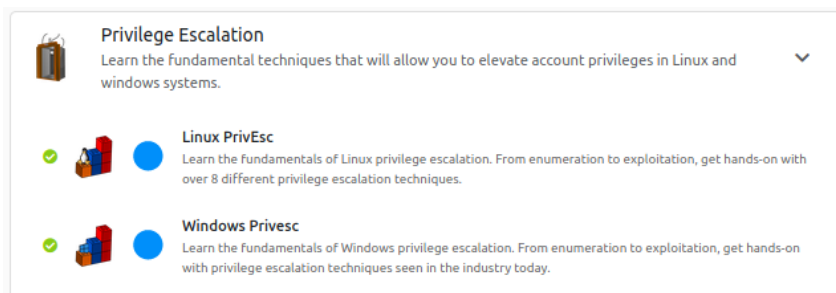 Privilege Escalation
Learn the fundamental techniques that will allow you to elevate account privileges in Linux and
windows systems.
Linux PrivEsc
Learn the fundamentals of Linux privilege escalation. From enumeration to exploitation, get hands-on with
over 8 different privilege escalation techniques.
Windows Privesc
Learn the fundamentals of Windows privilege escalation. From enumeration to exploitation, get hands-on
with privilege escalation techniques seen in the industry today.